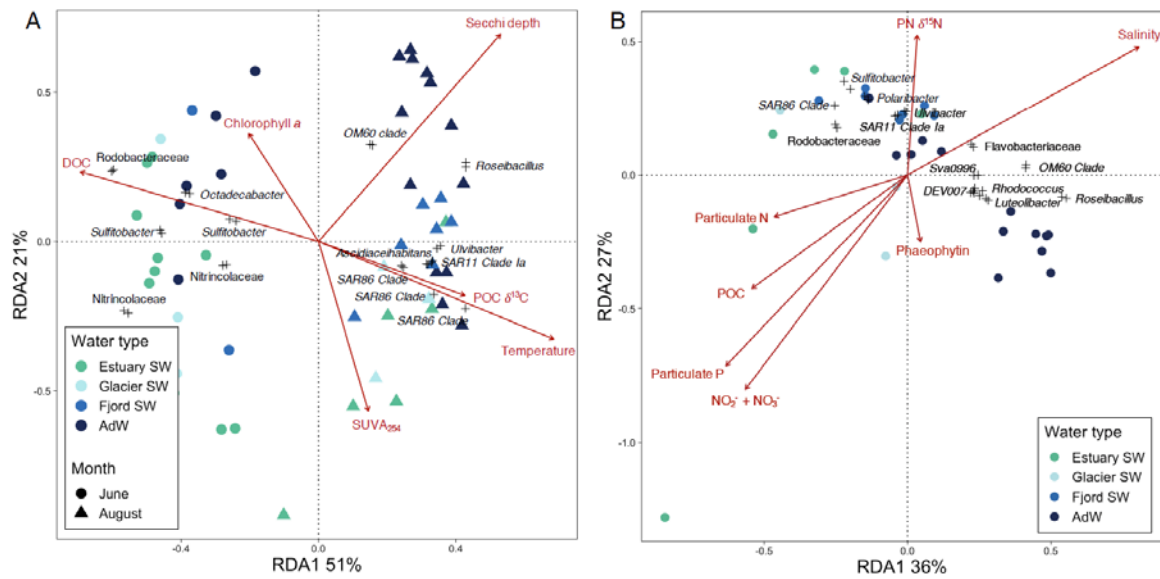 A
Secchi depth
Chlorophyll a
OM60 clade
Roseibacillus
DOC
Rodobacteraceae
Octadecabacter
Sulfitobacter
Sulfitobacter
Nitrincolaceae
Nitrincolaceae
Ascidiaceihabitans
Ulvibacter
SAR11 Clade Ia
SAR86 Clade
SAR86 Clade
SAR86 Clade
POC δ¹³C
Temperature
SUVA₂₅₄
Water type
Estuary SW
Glacier SW
Fjord SW
AdW
Month
June
August
0.5
0.0
-0.5
RDA2 21%
-0.4
0.0
0.4
RDA1 51%
B
PN δ¹⁵N
Salinity
Sulfitobacter
Polaribacter
SAR86 Clade
Ulvibacter
SAR11 Clade Ia
Rodobacteraceae
Flavobacteriaceae
Sva0996
OM60 Clade
DEV007
Rhodococcus
Luteolibacter
Roseibacillus
Particulate N
Phaeophytin
POC
Particulate P
NO₂⁻ + NO₃⁻
Water type
Estuary SW
Glacier SW
Fjord SW
AdW
0.5
0.0
-0.5
-1.0
RDA2 27%
-0.5
0.0
0.5
RDA1 36%